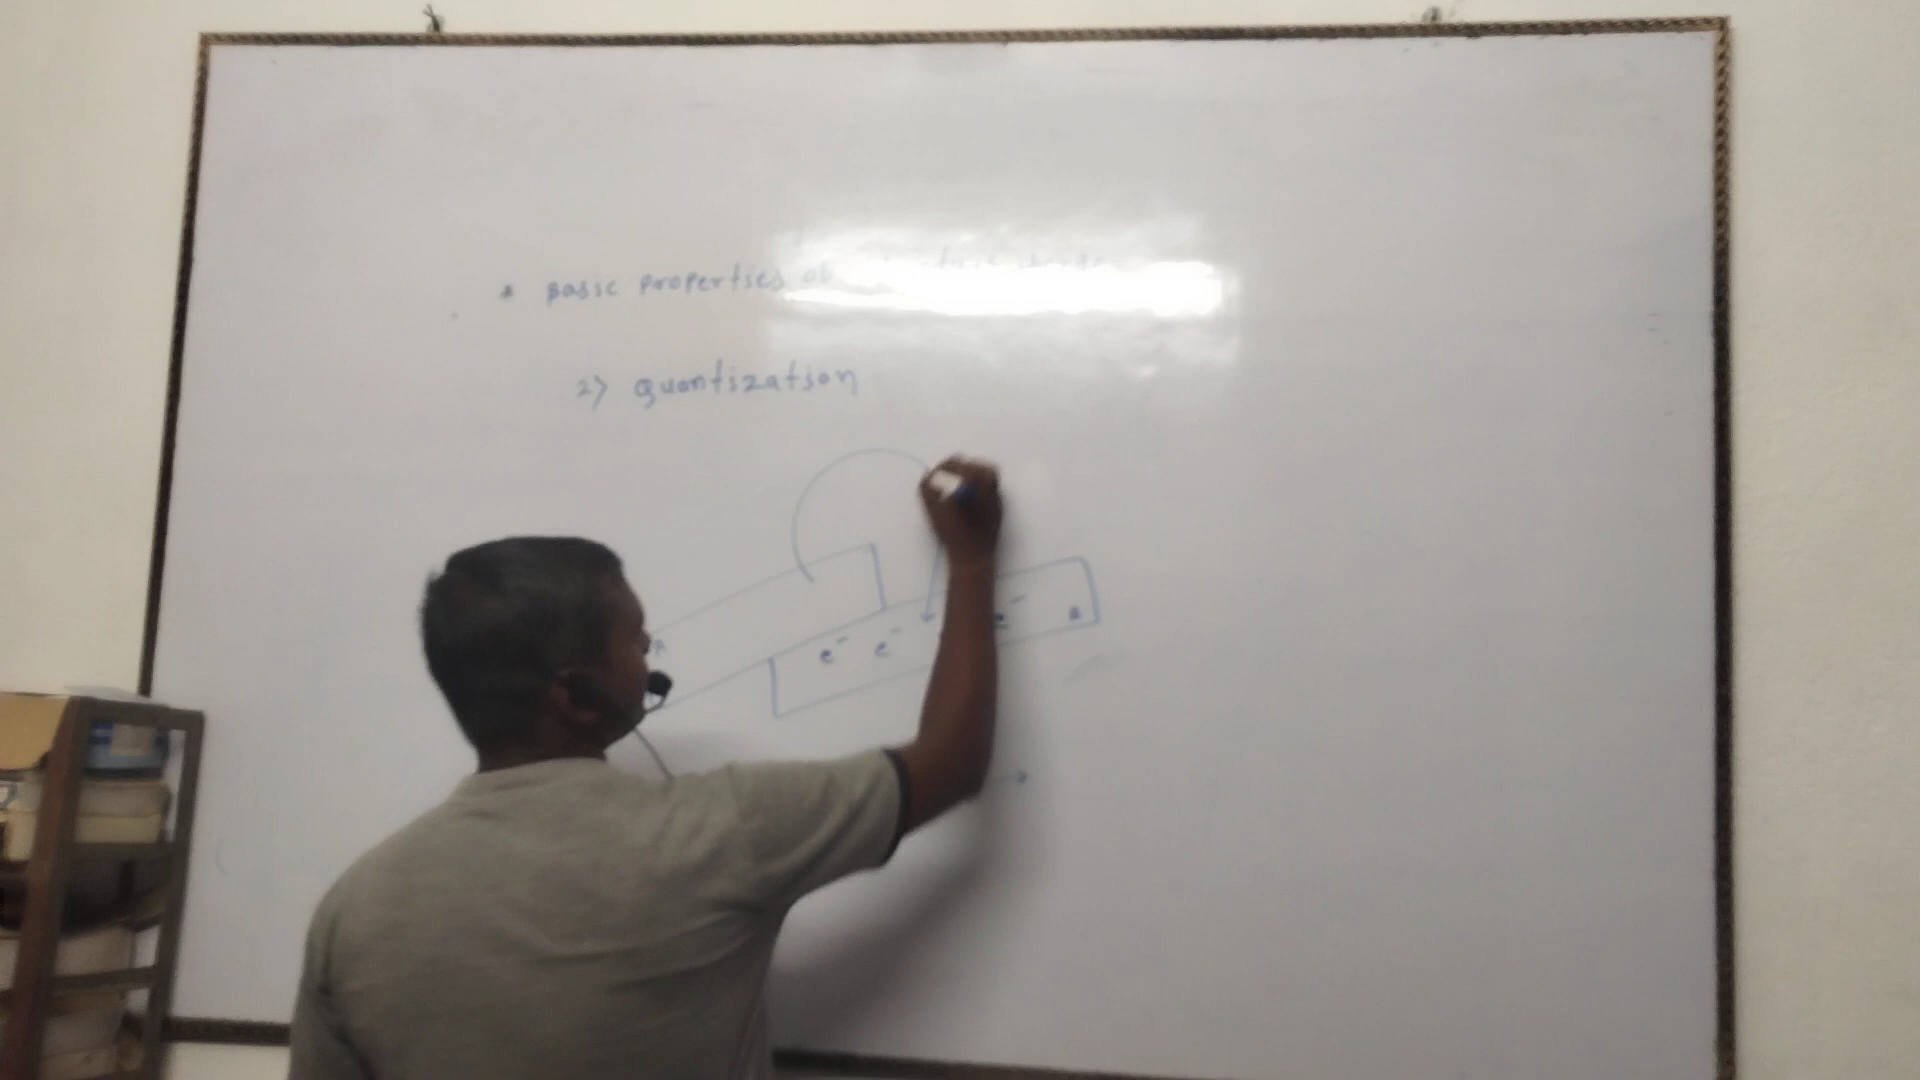 * Basic properties of
2) quantization
A
e⁻ e⁻ e⁻ B